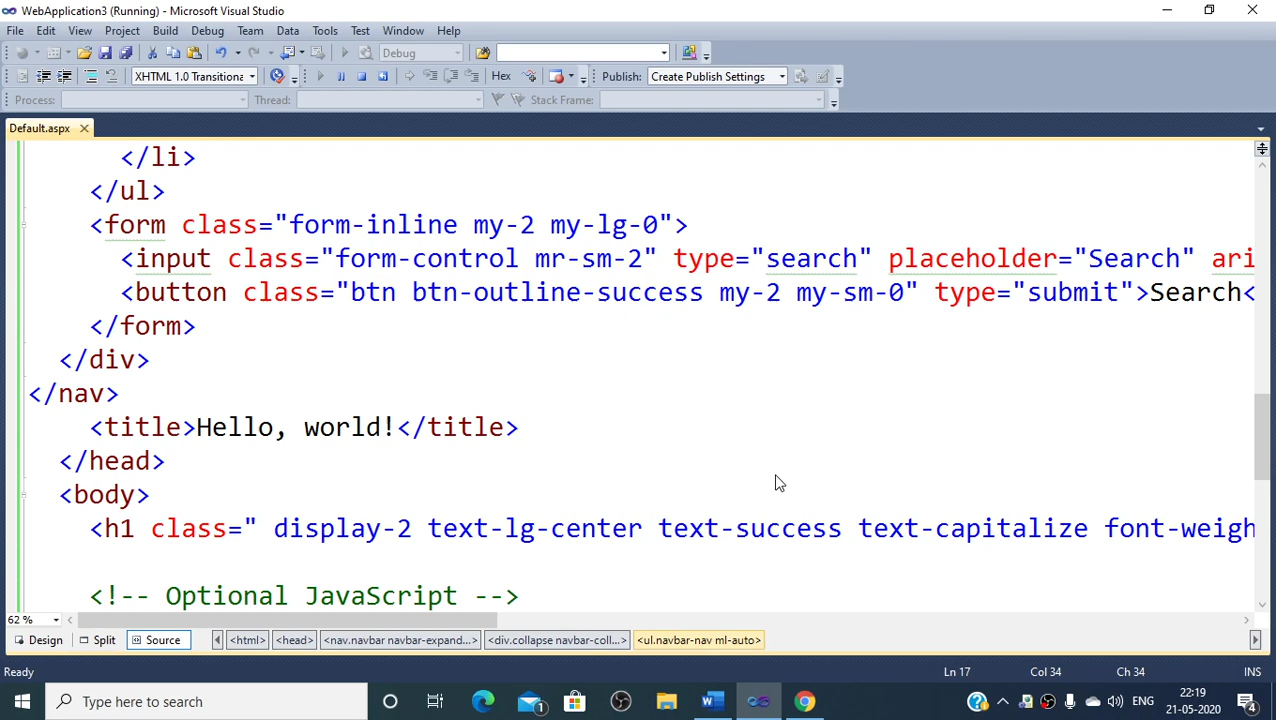 WebApplication3 (Running) - Microsoft Visual Studio
File Edit View Project Build Debug Team Data Tools Test Window Help
Debug
XHTML 1.0 Transitiona Hex Publish: Create Publish Settings
Process: Thread: Stack Frame:
Default.aspx
</li>
</ul>
<form class="form-inline my-2 my-lg-0">
<input class="form-control mr-sm-2" type="search" placeholder="Search" ari
<button class="btn btn-outline-success my-2 my-sm-0" type="submit">Search<
</form>
</div>
</nav>
<title>Hello, world!</title>
</head>
<body>
<h1 class=" display-2 text-lg-center text-success text-capitalize font-weigh
<!-- Optional JavaScript -->
62 %
Design Split Source <html> <head> <nav.navbar navbar-expand...> <div.collapse navbar-coll...> <ul.navbar-nav ml-auto>
Ready Ln 17 Col 34 Ch 34 INS
Type here to search 1 ENG 22:19 4
21-05-2020